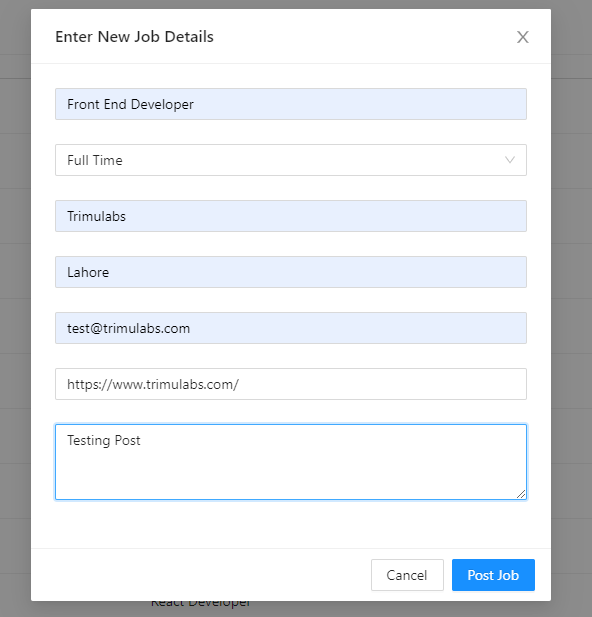 Enter New Job Details
Front End Developer
Full Time
Trimulabs
Lahore
test@trimulabs.com
https://www.trimulabs.com/
Testing Post
Cancel
Post Job
React Developer